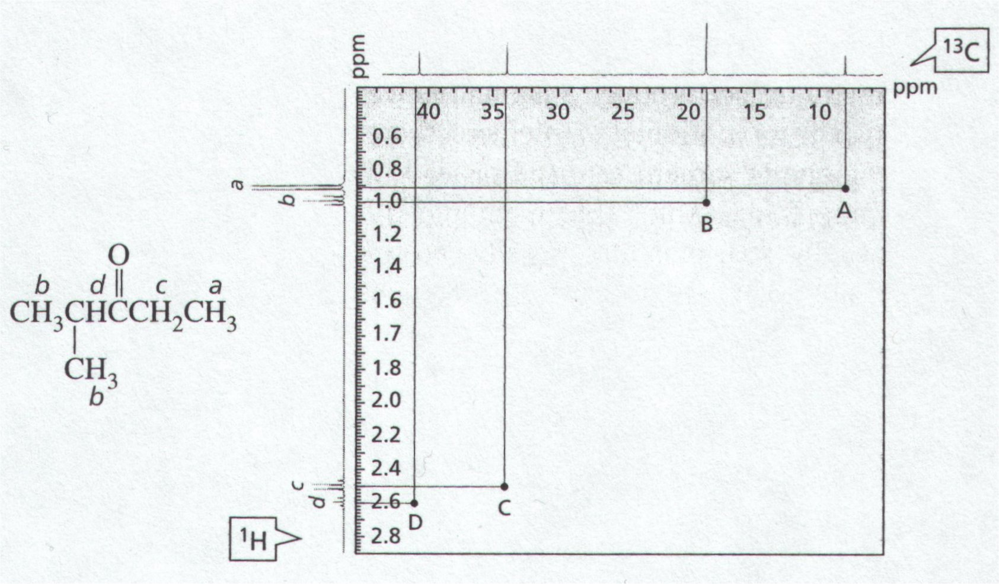 ppm
¹³C
ppm
40 35 30 25 20 15 10
0.6
0.8
a
b
1.0
A
B
1.2
1.4
O
b d c a
CH₃CHCCH₂CH₃
1.6
1.7
CH₃
b
1.8
2.0
2.2
2.4
c
d
2.6
C
D
¹H
2.8